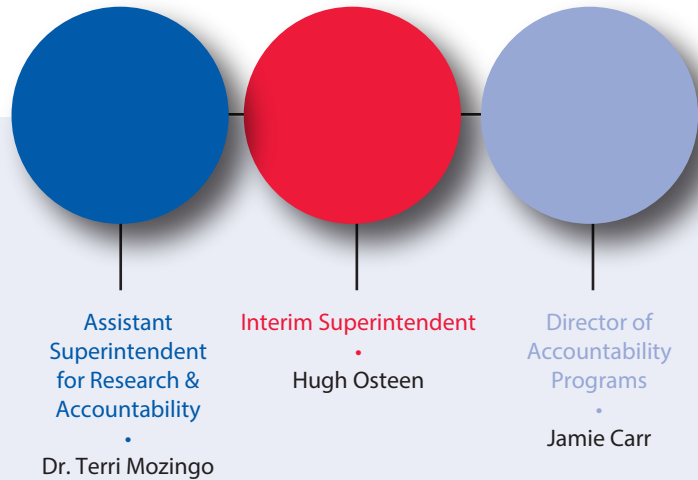 Assistant
Superintendent
for Research &
Accountability
•
Dr. Terri Mozingo
Interim Superintendent
•
Hugh Osteen
Director of
Accountability
Programs
•
Jamie Carr